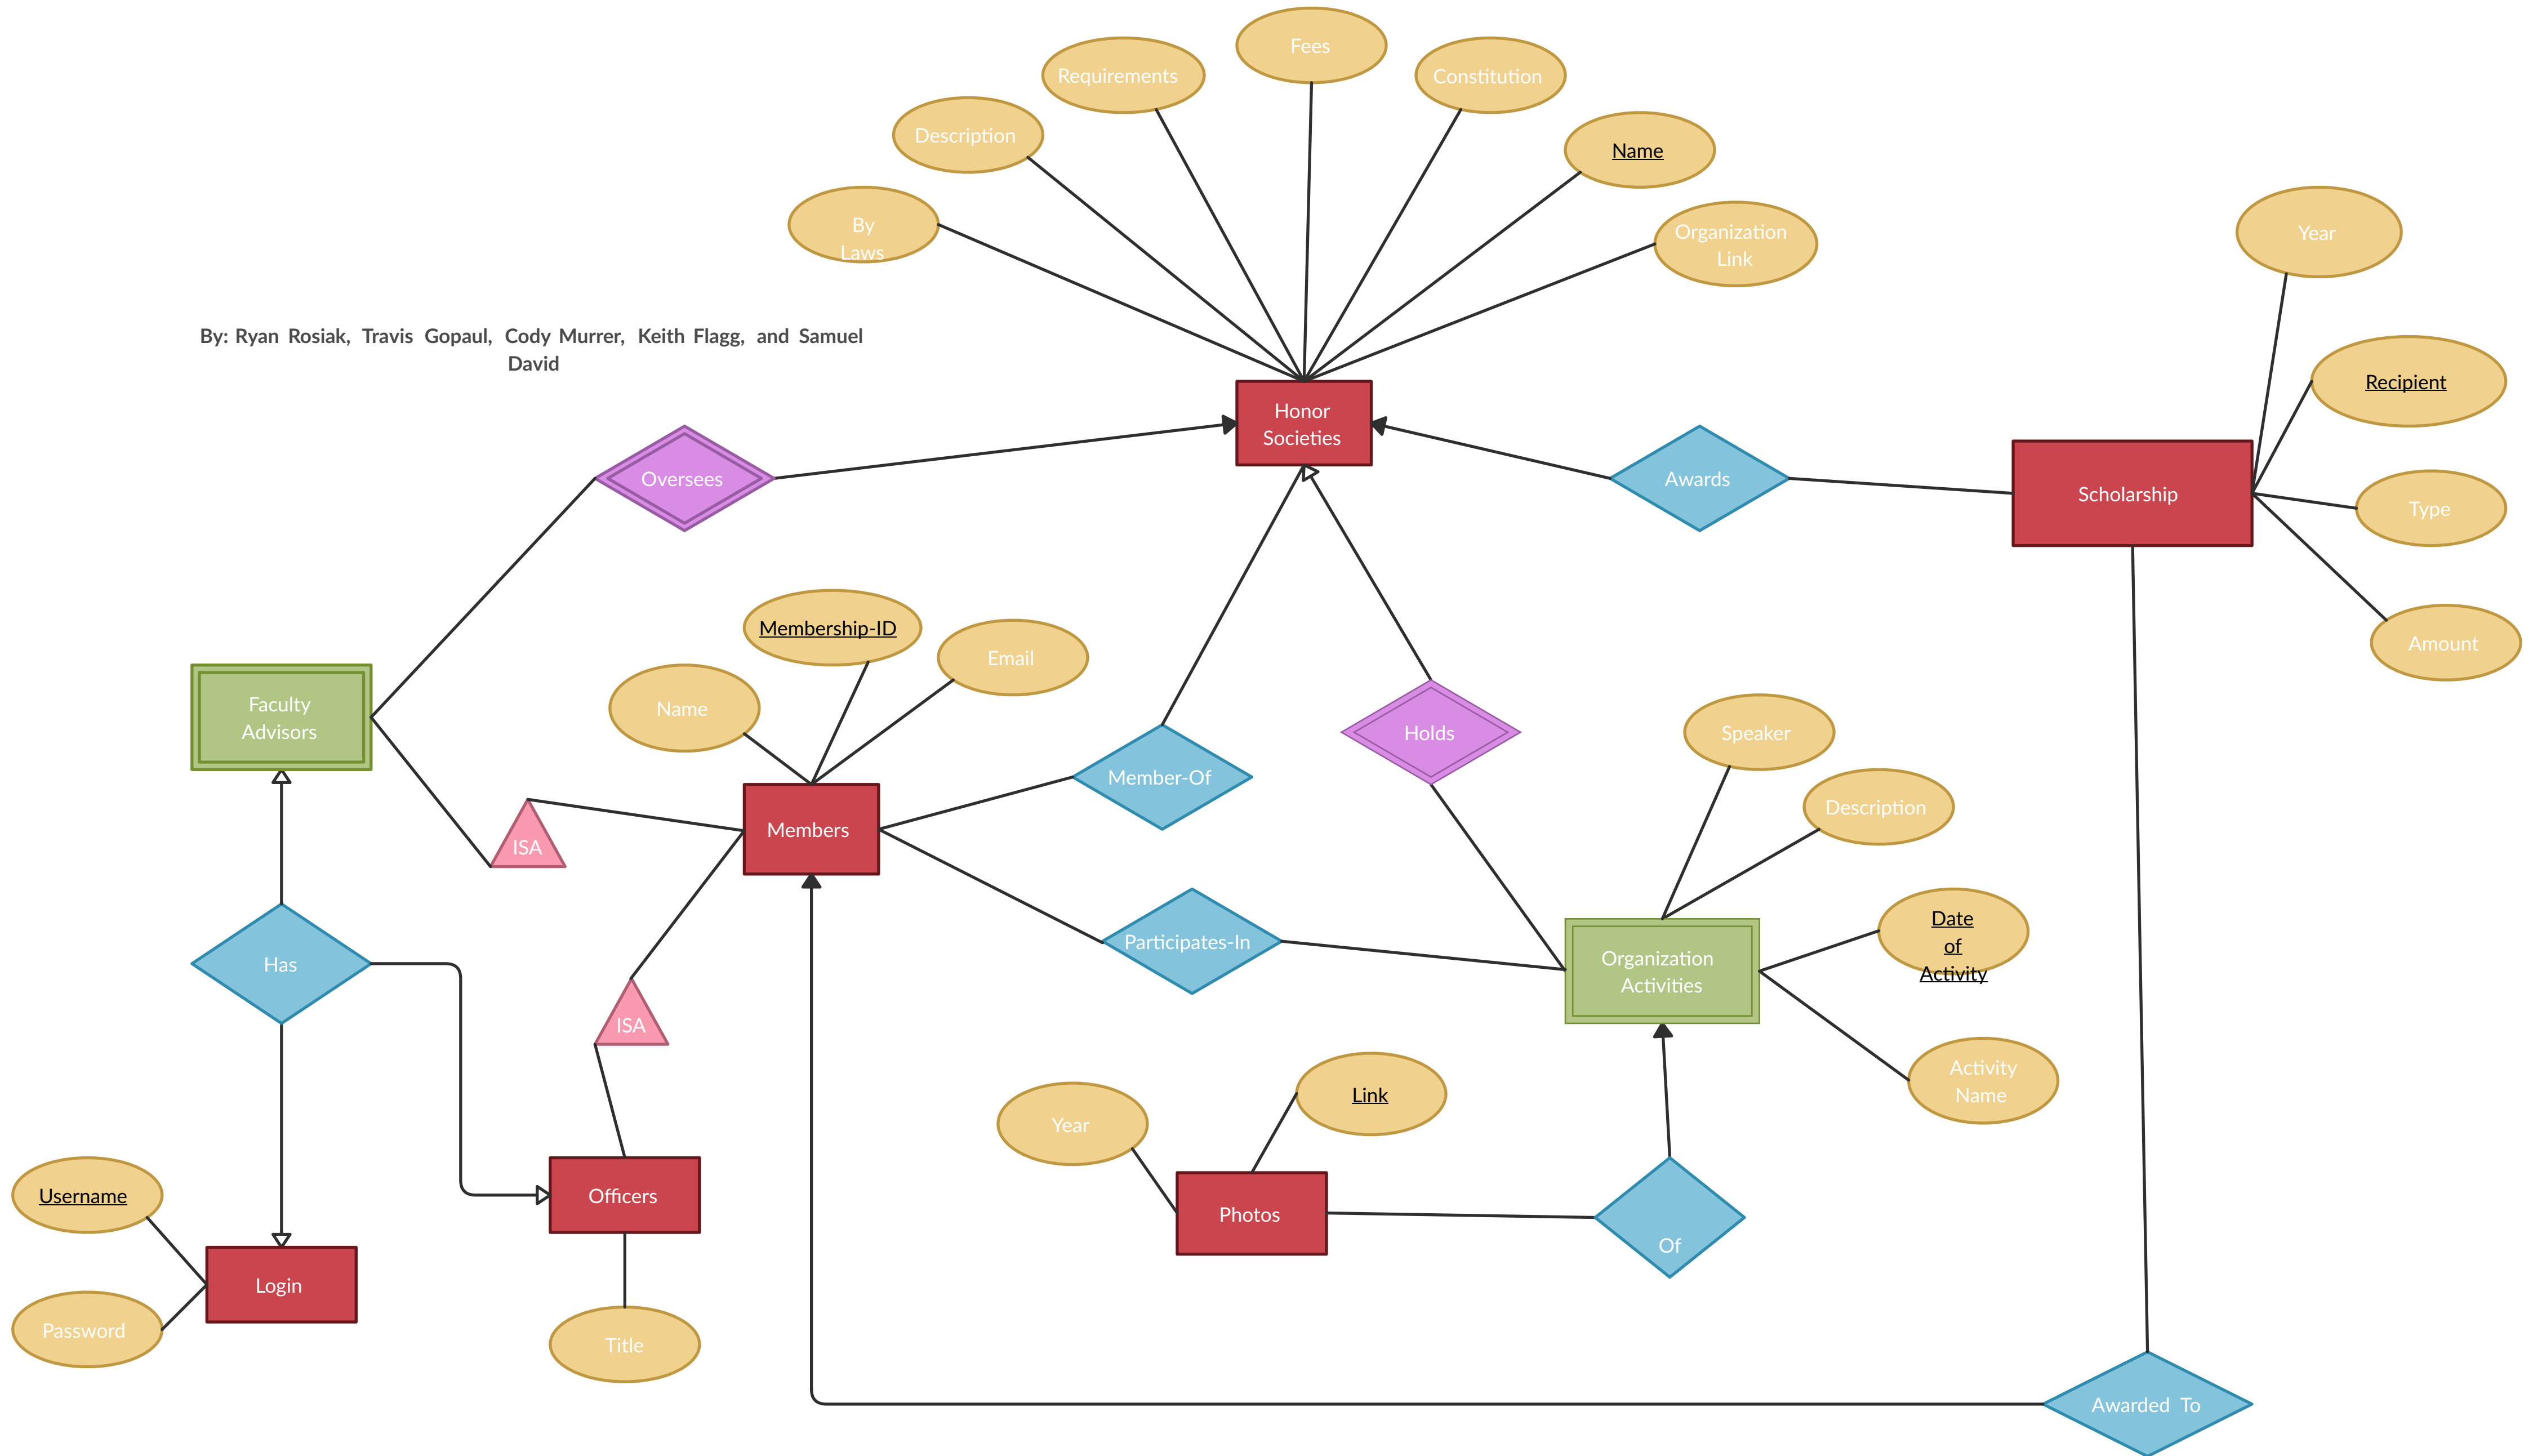 Fees
Requirements
Constitution
Description
Name
By
Laws
Organization
Link
Year
By: Ryan Rosiak, Travis Gopaul, Cody Murrer, Keith Flagg, and Samuel
David
Recipient
Honor
Societies
Oversees
Awards
Scholarship
Type
Membership-ID
Email
Amount
Name
Faculty
Advisors
Holds
Speaker
Member-Of
Description
Members
ISA
Date
of
Activity
Participates-In
Has
Organization
Activities
ISA
Activity
Name
Link
Year
Username
Officers
Photos
Of
Login
Password
Title
Awarded To